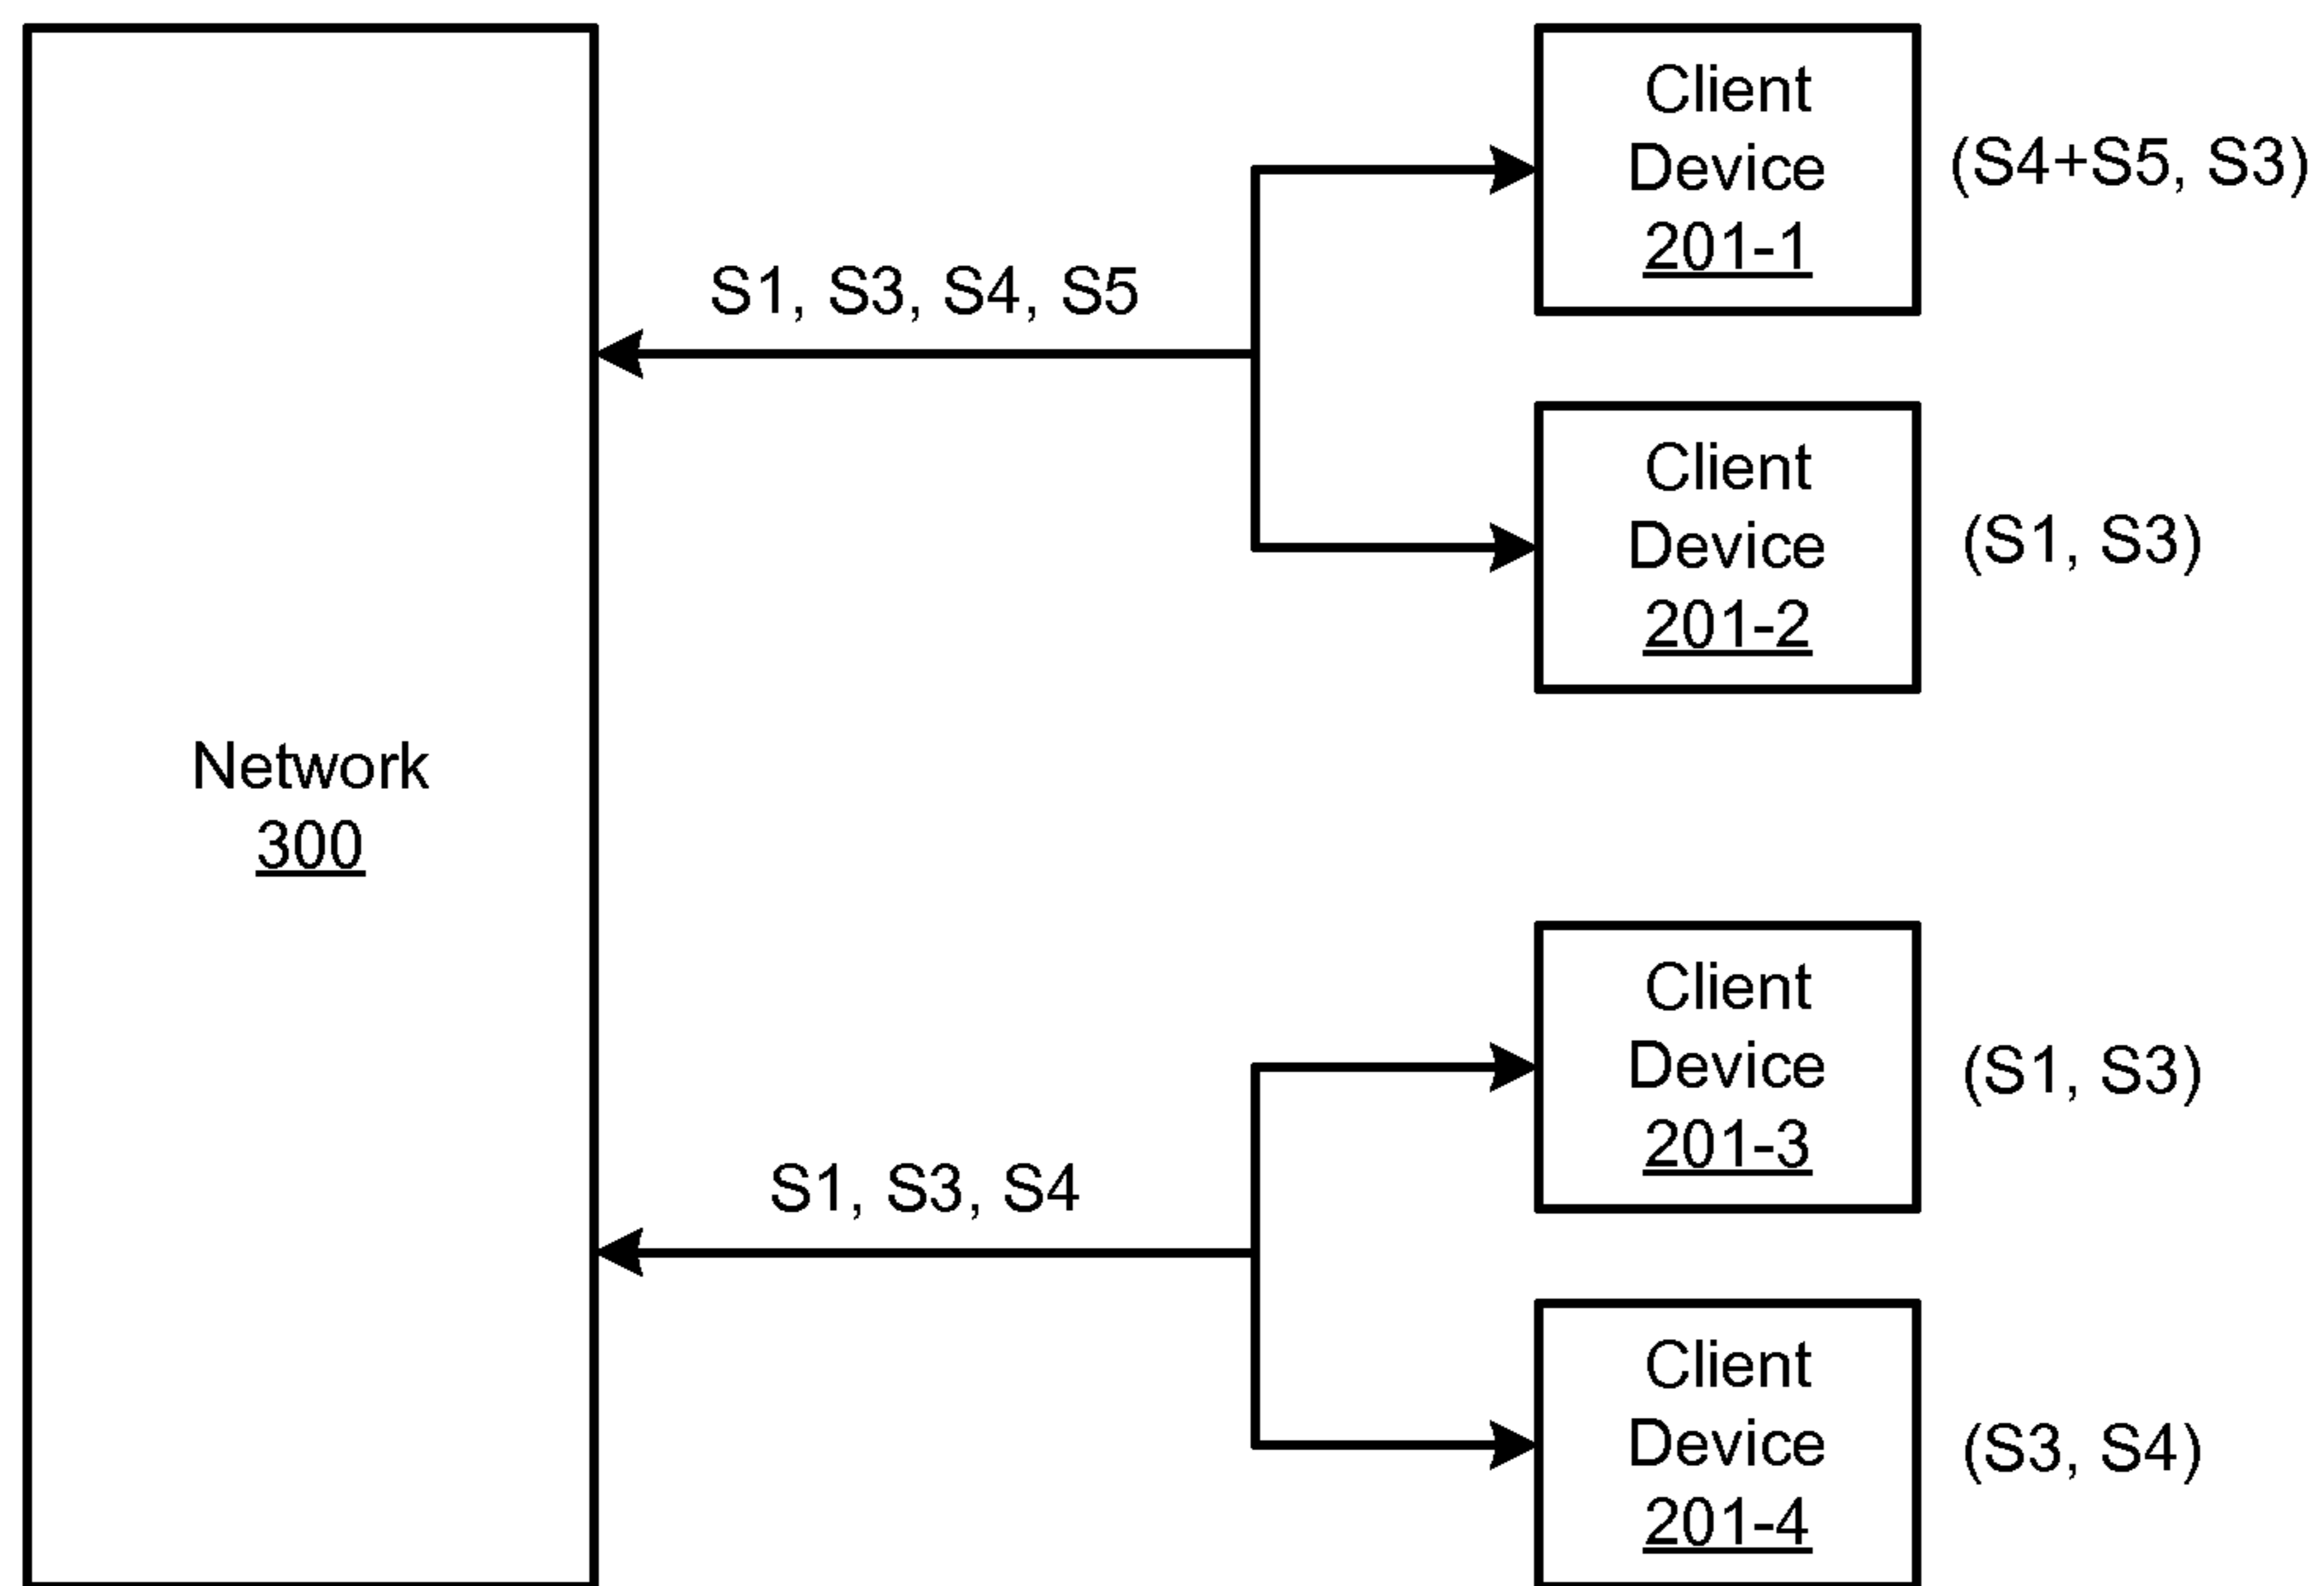 Network
300
S1, S3, S4, S5
Client
Device
201-1
(S4+S5, S3)
Client
Device
201-2
(S1, S3)
S1, S3, S4
Client
Device
201-3
(S1, S3)
Client
Device
201-4
(S3, S4)